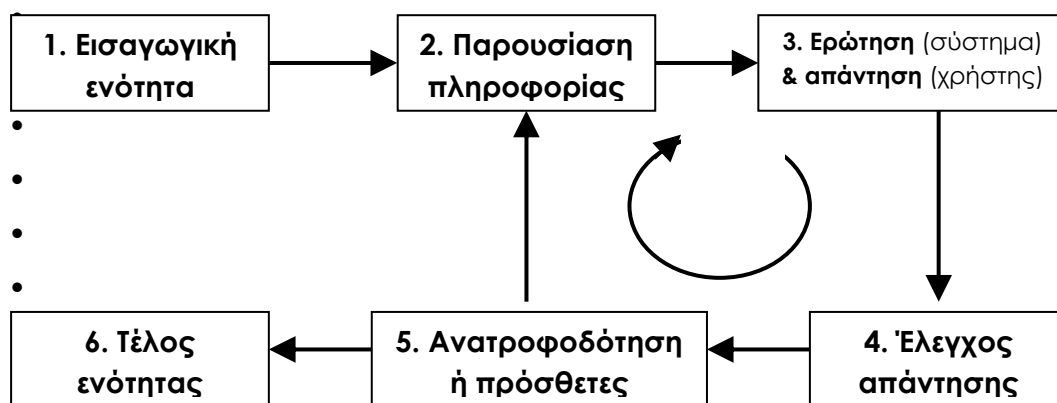 1. Εισαγωγική
ενότητα
2. Παρουσίαση
πληροφορίας
3. Ερώτηση (σύστημα)
& απάντηση (χρήστης)
6. Τέλος
ενότητας
5. Ανατροφοδότηση
ή πρόσθετες
4. Έλεγχος
απάντησης